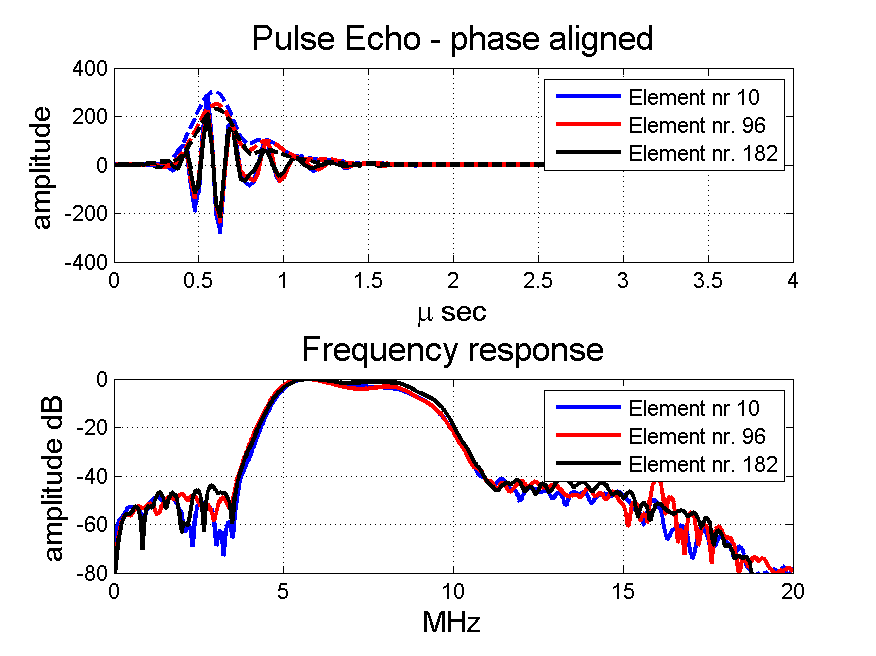 Pulse Echo - phase aligned
400
200
0
-200
-400
amplitude
Element nr 10
Element nr. 96
Element nr. 182
0 0.5 1 1.5 2 2.5 3 3.5 4
μ sec
Frequency response
0
-20
-40
-60
-80
amplitude dB
Element nr 10
Element nr. 96
Element nr. 182
0 5 10 15 20
MHz